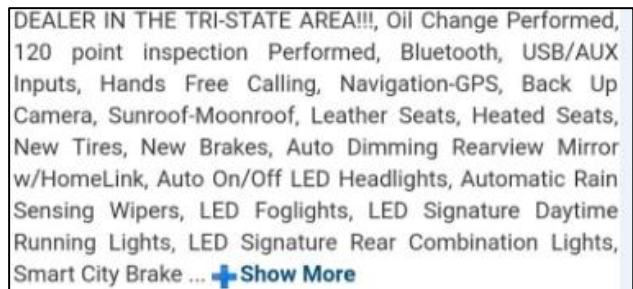 DEALER IN THE TRI-STATE AREA!!!, Oil Change Performed,
120 point inspection Performed, Bluetooth, USB/AUX
Inputs, Hands Free Calling, Navigation-GPS, Back Up
Camera, Sunroof-Moonroof, Leather Seats, Heated Seats,
New Tires, New Brakes, Auto Dimming Rearview Mirror
w/HomeLink, Auto On/Off LED Headlights, Automatic Rain
Sensing Wipers, LED Foglights, LED Signature Daytime
Running Lights, LED Signature Rear Combination Lights,
Smart City Brake ... Show More